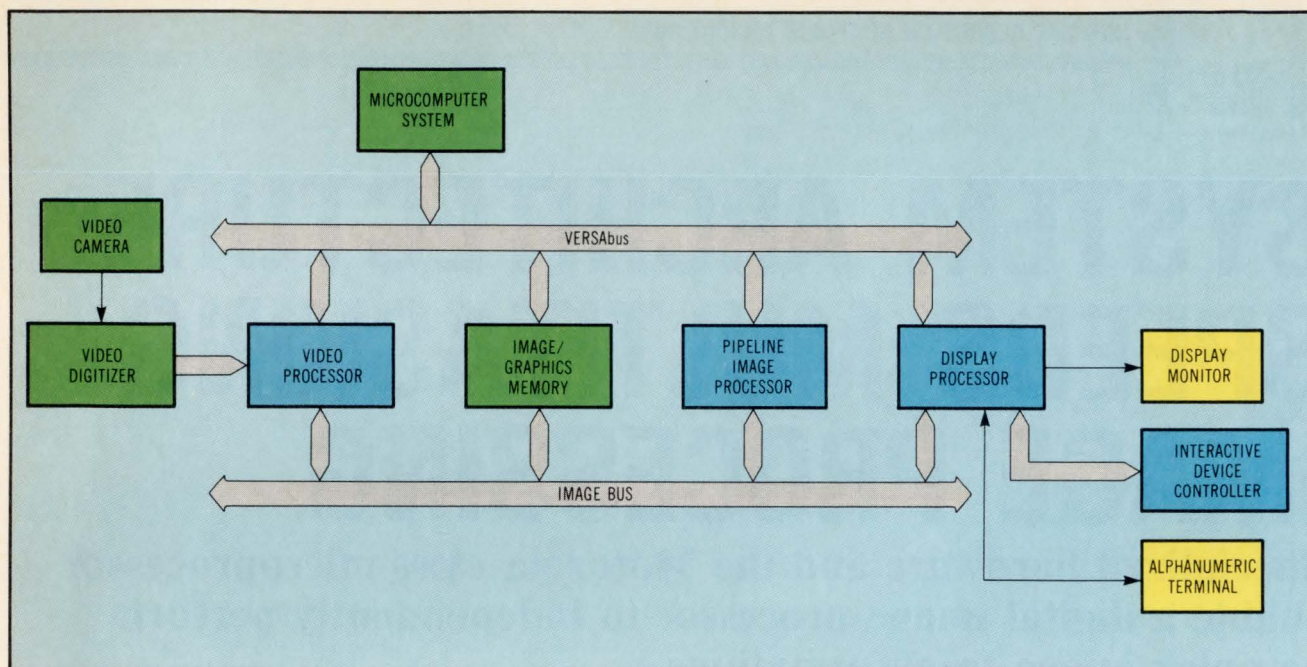 MICROCOMPUTER
SYSTEM
VIDEO
CAMERA
VERSAbus
VIDEO
DIGITIZER
VIDEO
PROCESSOR
IMAGE/
GRAPHICS
MEMORY
PIPELINE
IMAGE
PROCESSOR
DISPLAY
PROCESSOR
DISPLAY
MONITOR
INTERACTIVE
DEVICE
CONTROLLER
IMAGE BUS
ALPHANUMERIC
TERMINAL